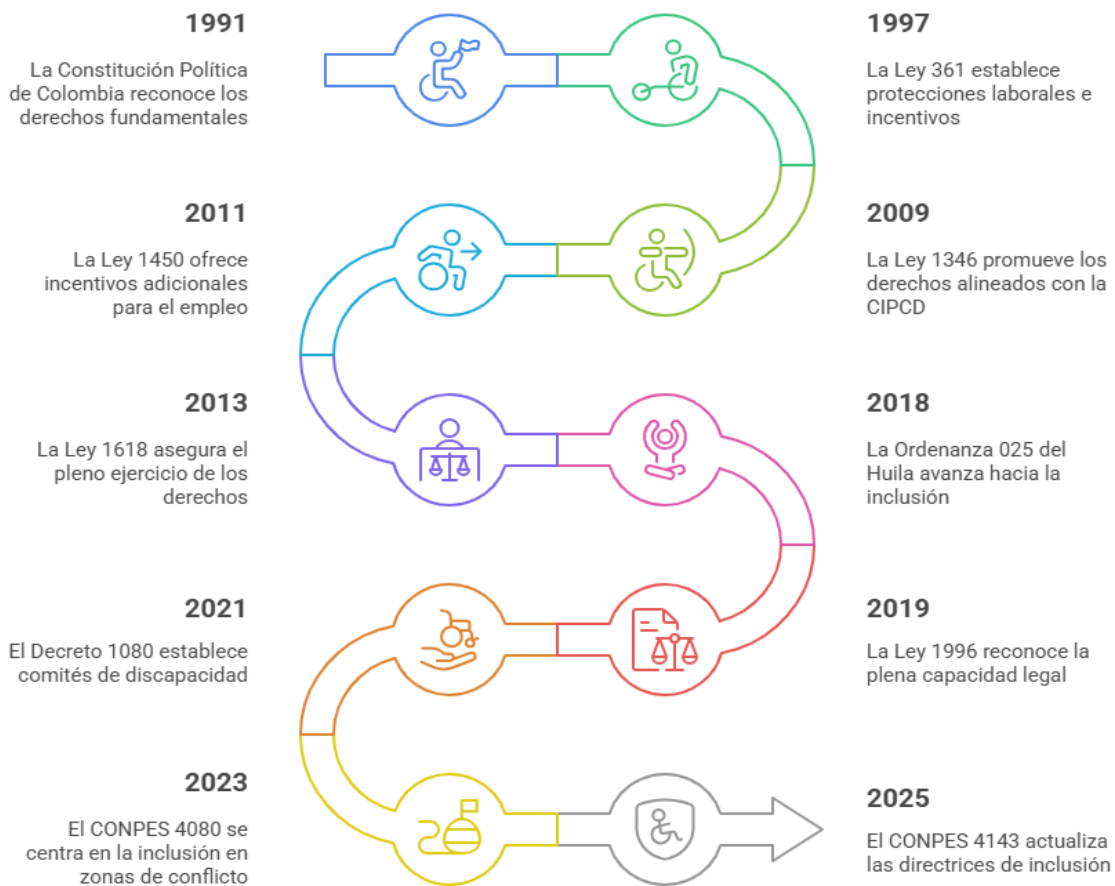 1991
La Constitución Política
de Colombia reconoce los
derechos fundamentales
1997
La Ley 361 establece
protecciones laborales e
incentivos
2009
La Ley 1346 promueve los
derechos alineados con la
CIPCD
2011
La Ley 1450 ofrece
incentivos adicionales
para el empleo
2013
La Ley 1618 asegura el
pleno ejercicio de los
derechos
2018
La Ordenanza 025 del
Huila avanza hacia la
inclusión
2019
La Ley 1996 reconoce la
plena capacidad legal
2021
El Decreto 1080 establece
comités de discapacidad
2023
El CONPES 4080 se
centra en la inclusión en
zonas de conflicto
2025
El CONPES 4143 actualiza
las directrices de inclusión